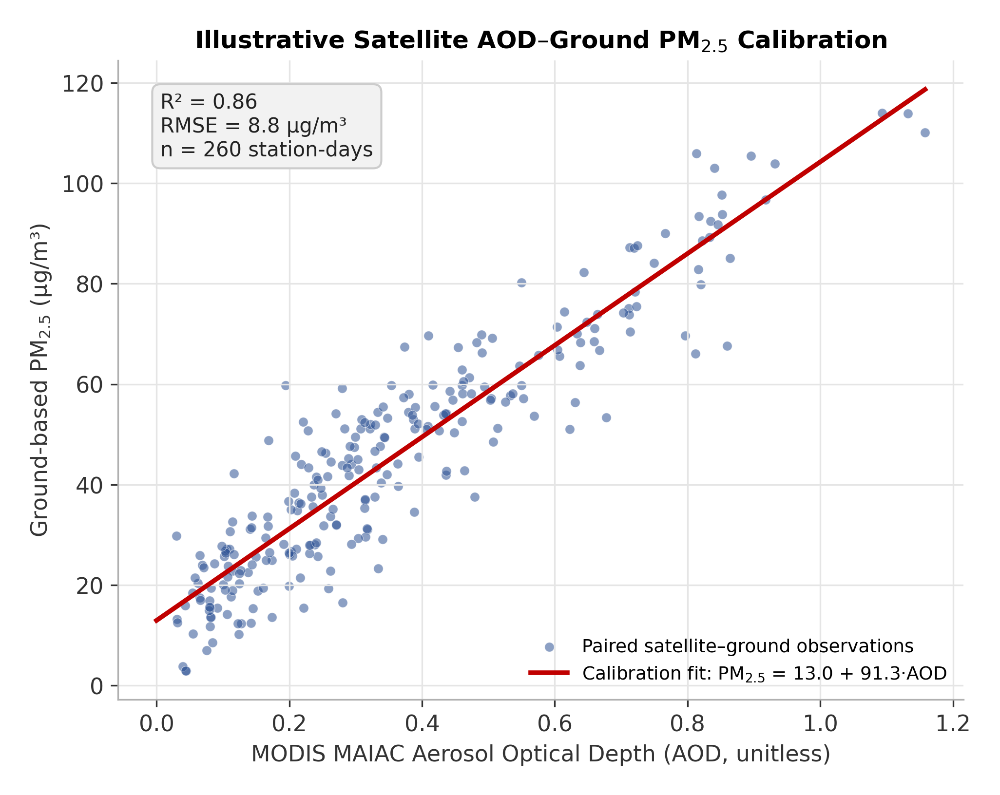 Illustrative Satellite AOD–Ground PM₂.₅ Calibration
R² = 0.86
RMSE = 8.8 µg/m³
n = 260 station-days
Ground-based PM₂.₅ (µg/m³)
120
100
80
60
40
20
0
Paired satellite–ground observations
Calibration fit: PM₂.₅ = 13.0 + 91.3·AOD
0.0 0.2 0.4 0.6 0.8 1.0 1.2
MODIS MAIAC Aerosol Optical Depth (AOD, unitless)